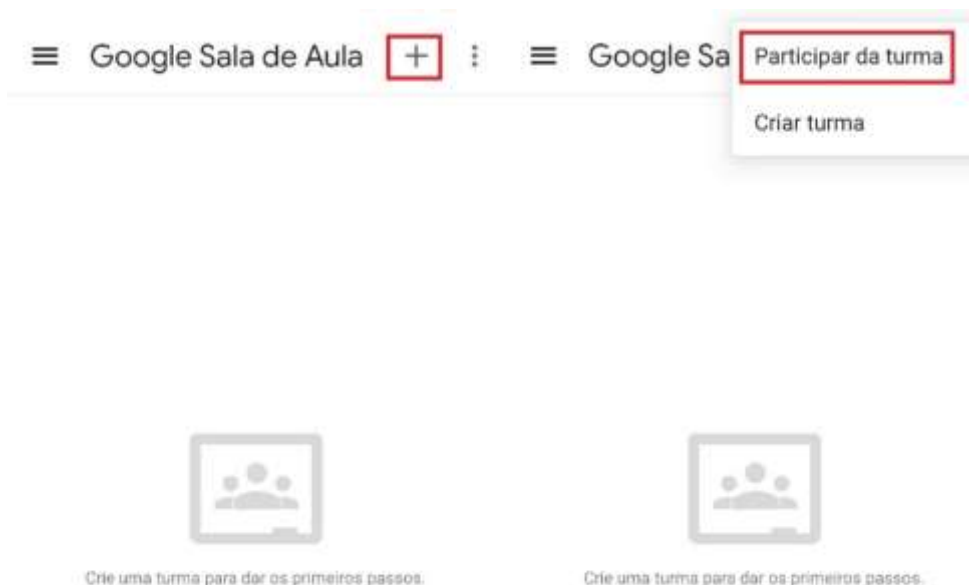 Google Sala de Aula
Google Sa
Participar da turma
Criar turma
Crie uma turma para dar os primeiros passos.
Crie uma turma para dar os primeiros passos.